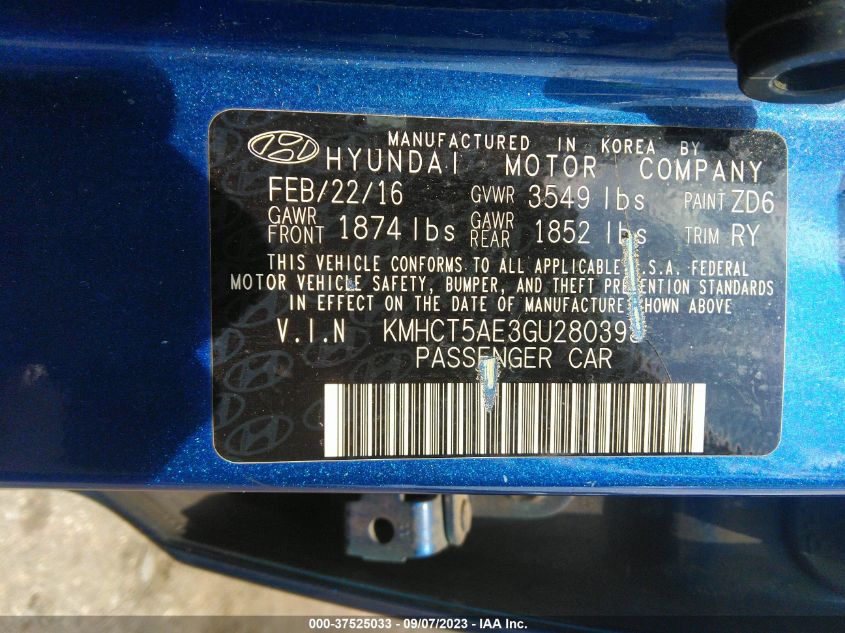 MANUFACTURED IN KOREA BY
HYUNDAI MOTOR COMPANY
FEB/22/16 GVWR 3549 lbs PAINT ZD6
GAWR FRONT 1874 lbs GAWR REAR 1852 lbs TRIM RY
THIS VEHICLE CONFORMS TO ALL APPLICABLE .S.A. FEDERAL
MOTOR VEHICLE SAFETY, BUMPER, AND THEFT PREVENTION STANDARDS
IN EFFECT ON THE DATE OF MANUFACTURE SHOWN ABOVE
V.I.N KMHCT5AE3GU28039
PASSENGER CAR
000-37525033 - 09/07/2023 - IAA Inc.